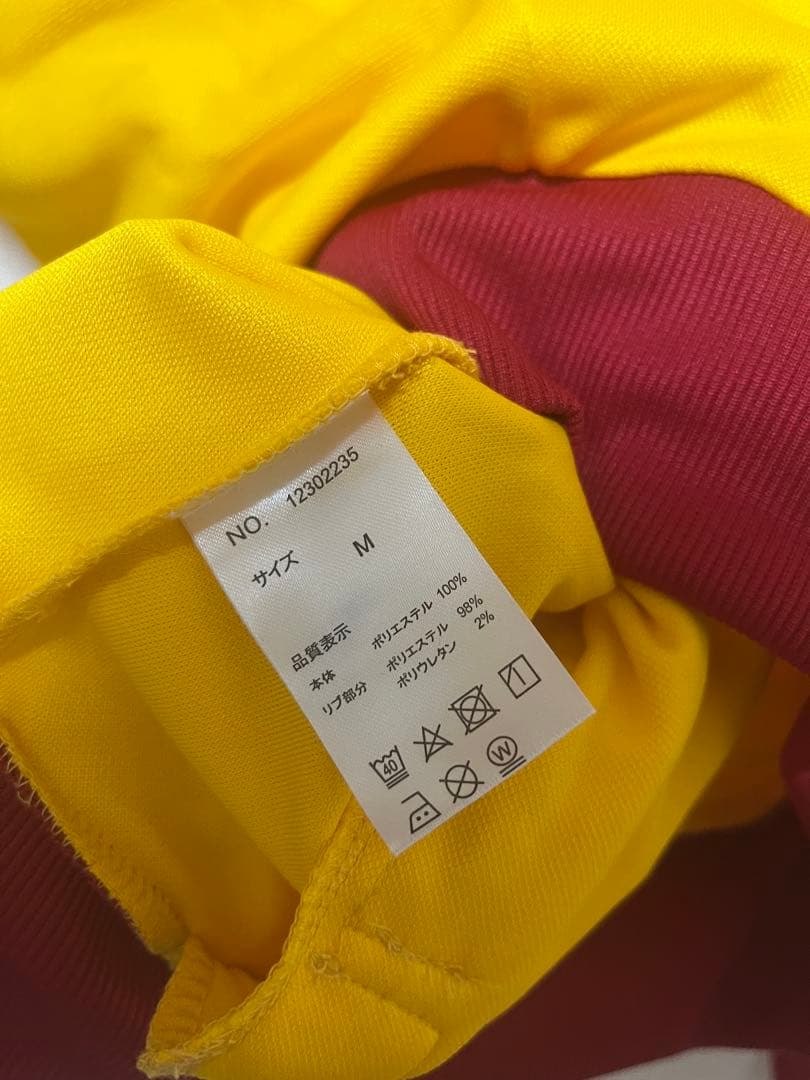 NO. 12302235
サイズ M
品質表示
本体 ポリエステル 100%
リブ部分 ポリエステル 98%
ポリウレタン 2%
40
W